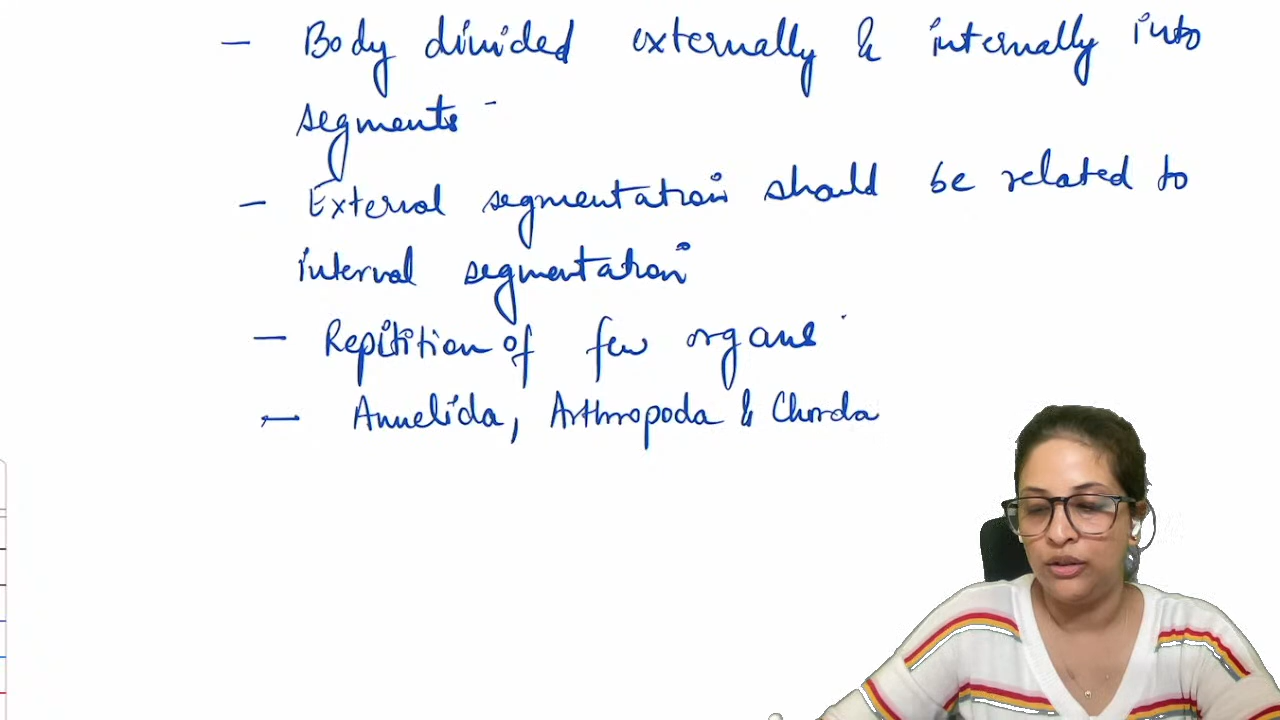 - Body divided externally & internally into
segments
- External segmentation should be related to
internal segmentation
- Repitition of few organs
- Annelida, Arthropoda & Chorda